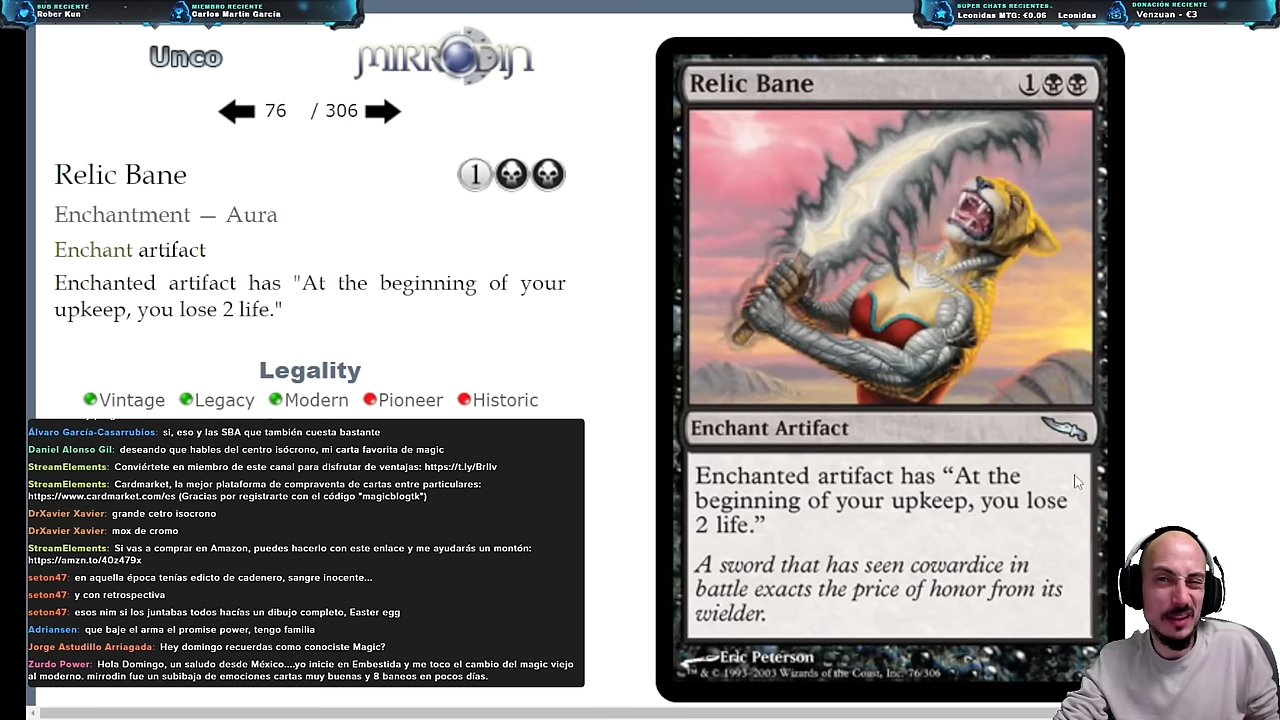 SUB RECIENTE
Rober Kun
MIEMBRO RECIENTE
Carlos Martin Garcia
SUPER CHATS RECIENTES.
Leonidas MTG: €0.06 Leonidas
DONACIÓN RECIENTE
Venzuan - €3
Unco
MIRRODIN
76 / 306
Relic Bane
1
Enchantment — Aura
Enchant artifact
Enchanted artifact has "At the beginning of your
upkeep, you lose 2 life."
Legality
Vintage Legacy Modern Pioneer Historic
Álvaro García-Casarrubios: si, eso y las SBA que también cuesta bastante
Daniel Alonso Gil: deseando que hables del centro isócrono, mi carta favorita de magic
StreamElements: Conviértete en miembro de este canal para disfrutar de ventajas: https://t.ly/Brllv
StreamElements: Cardmarket, la mejor plataforma de compraventa de cartas entre particulares:
https://www.cardmarket.com/es (Gracias por registrarte con el código "magicblogtk")
DrXavier Xavier: grande cetro isocrono
DrXavier Xavier: mox de cromo
StreamElements: Si vas a comprar en Amazon, puedes hacerlo con este enlace y me ayudarás un montón:
https://amzn.to/40z479x
seton47: en aquella época tenías edicto de cadenero, sangre inocente...
seton47: y con retrospectiva
seton47: esos nim si los juntabas todos hacías un dibujo completo, Easter egg
Adriansen: que baje el arma el promise power, tengo familia
Jorge Astudillo Arriagada: Hey domingo recuerdas como conociste Magic?
Zurdo Power: Hola Domingo, un saludo desde México....yo inicie en Embestida y me toco el cambio del magic viejo
al moderno. mirrodin fue un subibaja de emociones cartas muy buenas y 8 baneos en pocos días.
Relic Bane
1
Enchant Artifact
Enchanted artifact has “At the
beginning of your upkeep, you lose
2 life.”
A sword that has seen cowardice in
battle exacts the price of honor from its
wielder.
Eric Peterson
™ & © 1993–2003 Wizards of the Coast, Inc. 76/306